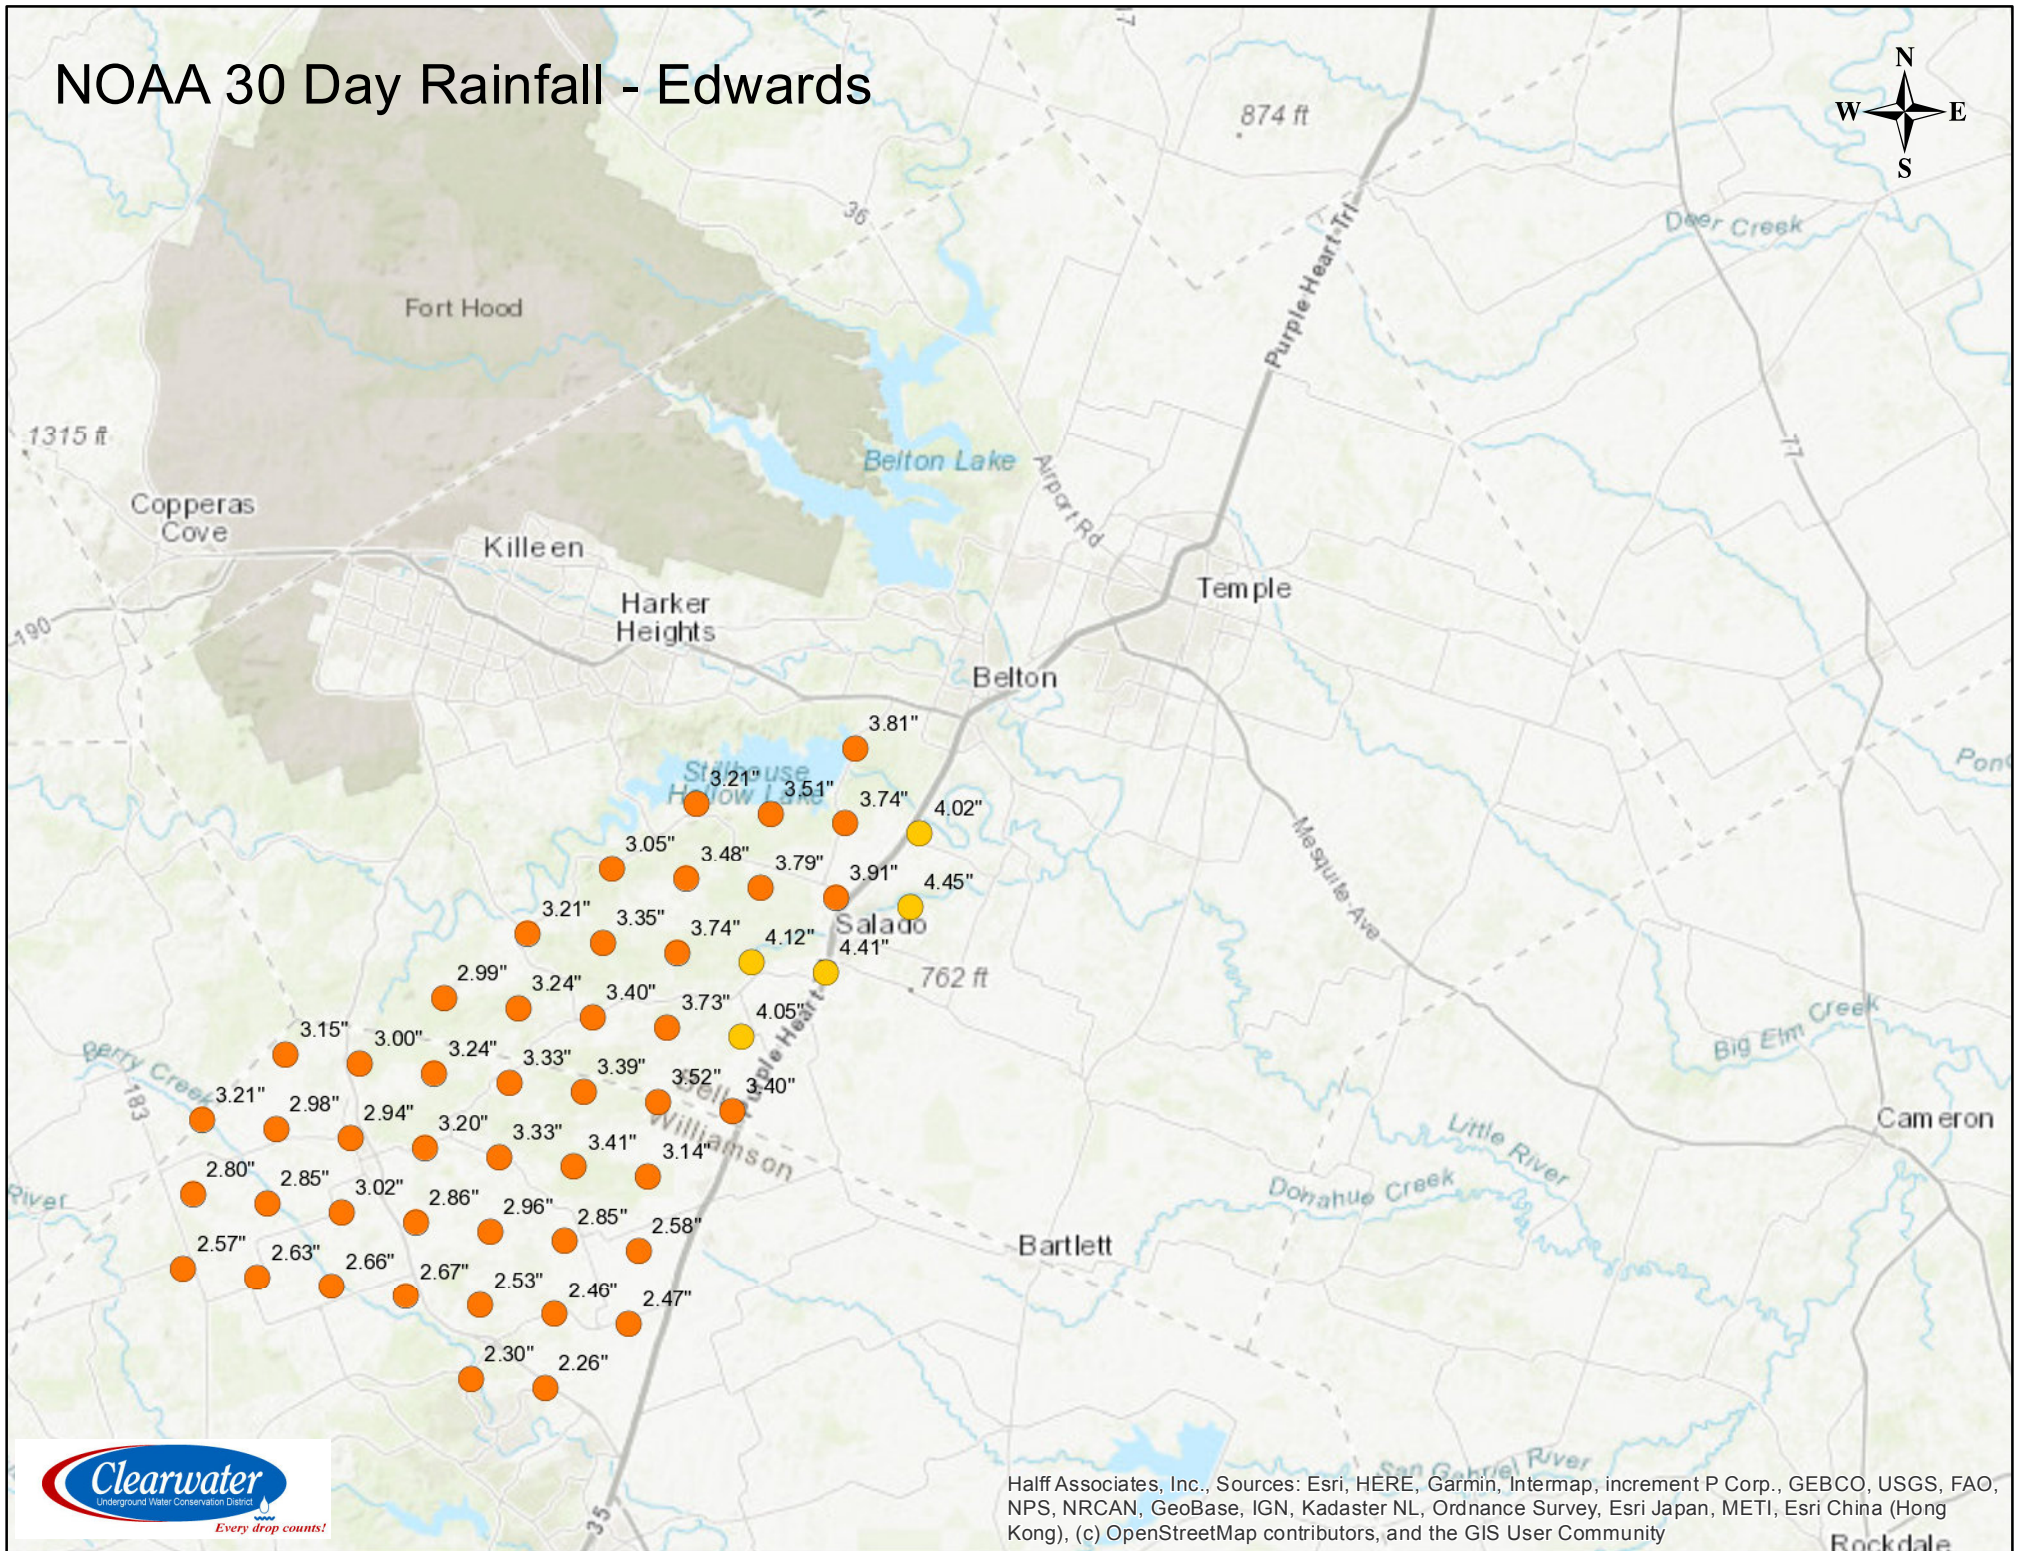 NOAA 30 Day Rainfall - Edwards
N
W E
S
874 ft
36
Deer Creek
Purple Heart Trl
Fort Hood
1315 ft
Belton Lake
Airport Rd
77
Copperas
Cove
Killeen
Temple
Harker
Heights
190
Belton
3.81"
Stillhouse
Hollow Lake
3.21"
3.51"
3.74"
4.02"
Mesquite Ave
3.05"
3.48"
3.79"
3.91"
4.45"
Salado
3.21"
3.35"
3.74"
4.12"
4.41"
762 ft
2.99"
3.24"
3.40"
3.73"
4.05"
Purple Heart
Big Elm Creek
3.15"
3.00"
3.24"
3.33"
3.39"
3.52"
3.40"
Berry Creek
183
Bell
Williamson
3.21"
2.98"
2.94"
3.20"
3.33"
3.41"
3.14"
Cameron
Little River
Donahue Creek
River
2.80"
2.85"
3.02"
2.86"
2.96"
2.85"
2.58"
Bartlett
2.57"
2.63"
2.66"
2.67"
2.53"
2.46"
2.47"
2.30"
2.26"
35
San Gabriel River
Clearwater
Underground Water Conservation District
Every drop counts!
Halff Associates, Inc., Sources: Esri, HERE, Garmin, Intermap, increment P Corp., GEBCO, USGS, FAO,
NPS, NRCAN, GeoBase, IGN, Kadaster NL, Ordnance Survey, Esri Japan, METI, Esri China (Hong
Kong), (c) OpenStreetMap contributors, and the GIS User Community
Rockdale